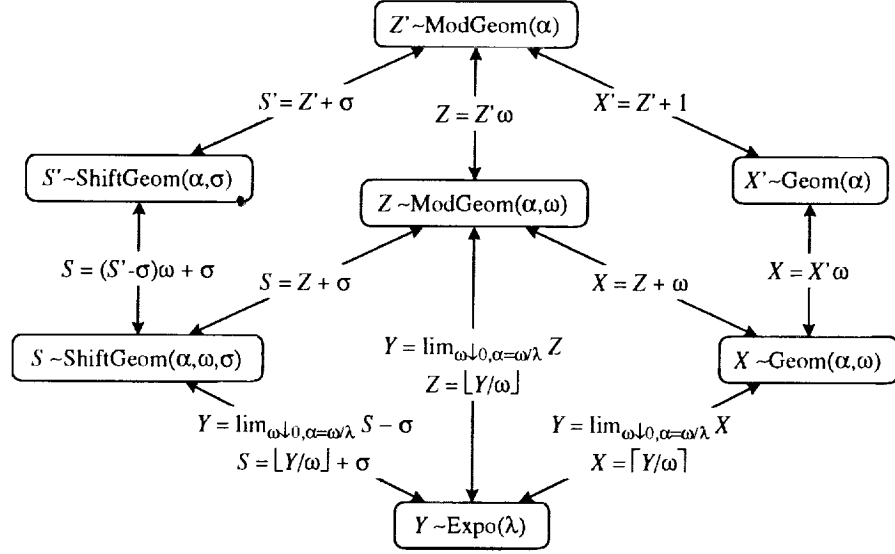 Z'~ModGeom(α)
S'= Z'+ σ
Z = Z'ω
X'= Z'+ 1
S'~ShiftGeom(α,σ)
Z ~ModGeom(α,ω)
X'~Geom(α)
S = (S'-σ)ω + σ
S = Z + σ
X = Z + ω
X = X'ω
S ~ShiftGeom(α,ω,σ)
Y = lim_{ω↓0,α=ω/λ} Z
Z = ⌊Y/ω⌋
X ~Geom(α,ω)
Y = lim_{ω↓0,α=ω/λ} S − σ
S = ⌊Y/ω⌋ + σ
Y = lim_{ω↓0,α=ω/λ} X
X = ⌈Y/ω⌉
Y ~Expo(λ)